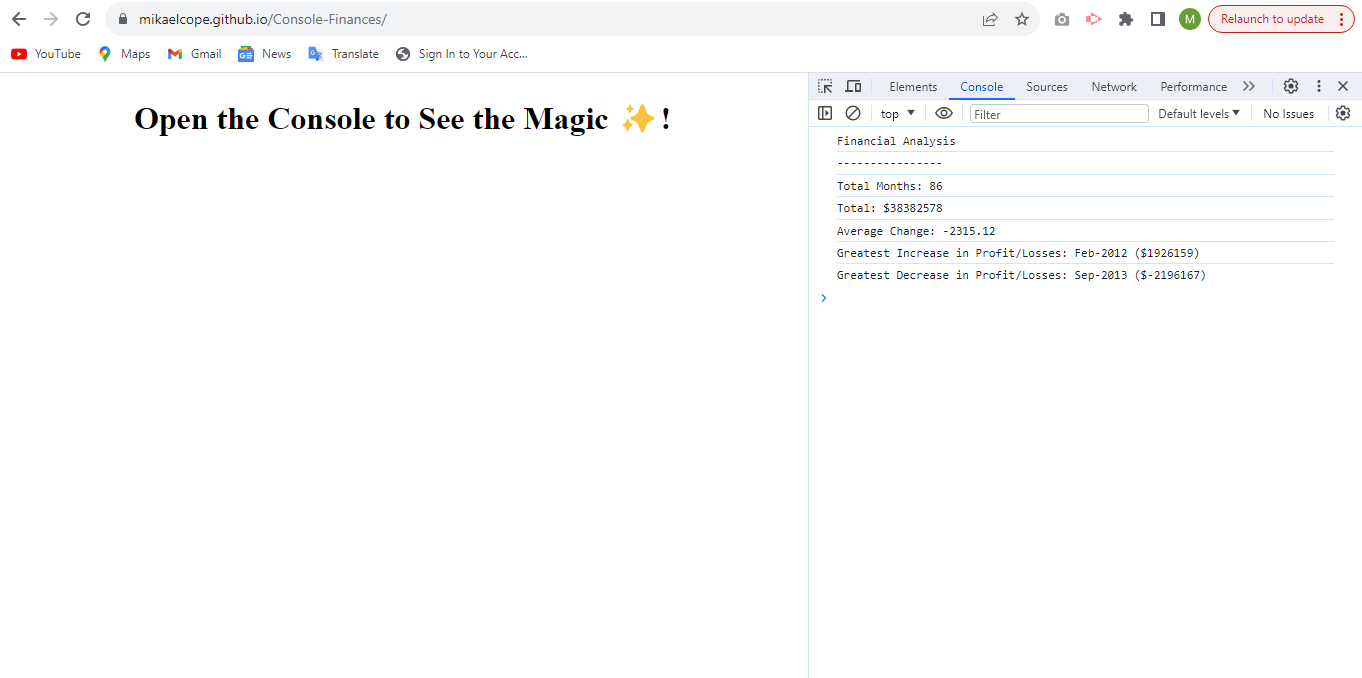 mikaelcope.github.io/Console-Finances/
M
Relaunch to update
YouTube
Maps
Gmail
News
Translate
Sign In to Your Acc...
Open the Console to See the Magic ✨!
Elements
Console
Sources
Network
Performance
top
Filter
Default levels
No Issues
Financial Analysis
----------------
Total Months: 86
Total: $38382578
Average Change: -2315.12
Greatest Increase in Profit/Losses: Feb-2012 ($1926159)
Greatest Decrease in Profit/Losses: Sep-2013 ($-2196167)